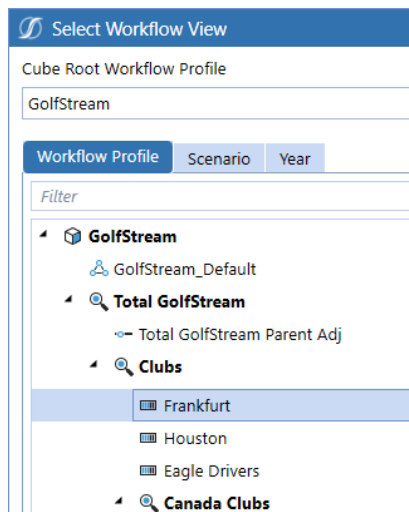 Select Workflow View
Cube Root Workflow Profile
GolfStream
Workflow Profile Scenario Year
Filter
GolfStream
GolfStream_Default
Total GolfStream
Total GolfStream Parent Adj
Clubs
Frankfurt
Houston
Eagle Drivers
Canada Clubs